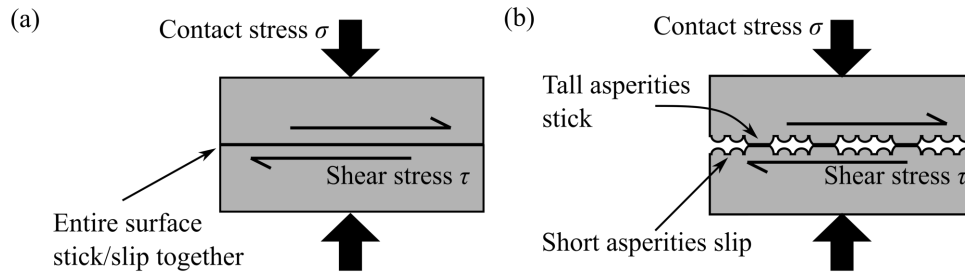 (a)
Contact stress σ
Shear stress τ
Entire surface
stick/slip together
(b)
Contact stress σ
Tall asperities
stick
Shear stress τ
Short asperities slip